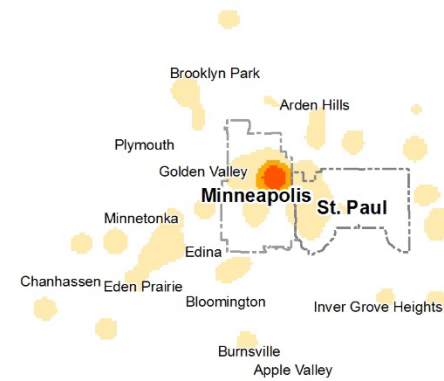 Brooklyn Park
Arden Hills
Plymouth
Golden Valley
Minneapolis
St. Paul
Minnetonka
Edina
Chanhassen
Eden Prairie
Bloomington
Inver Grove Heights
Burnsville
Apple Valley